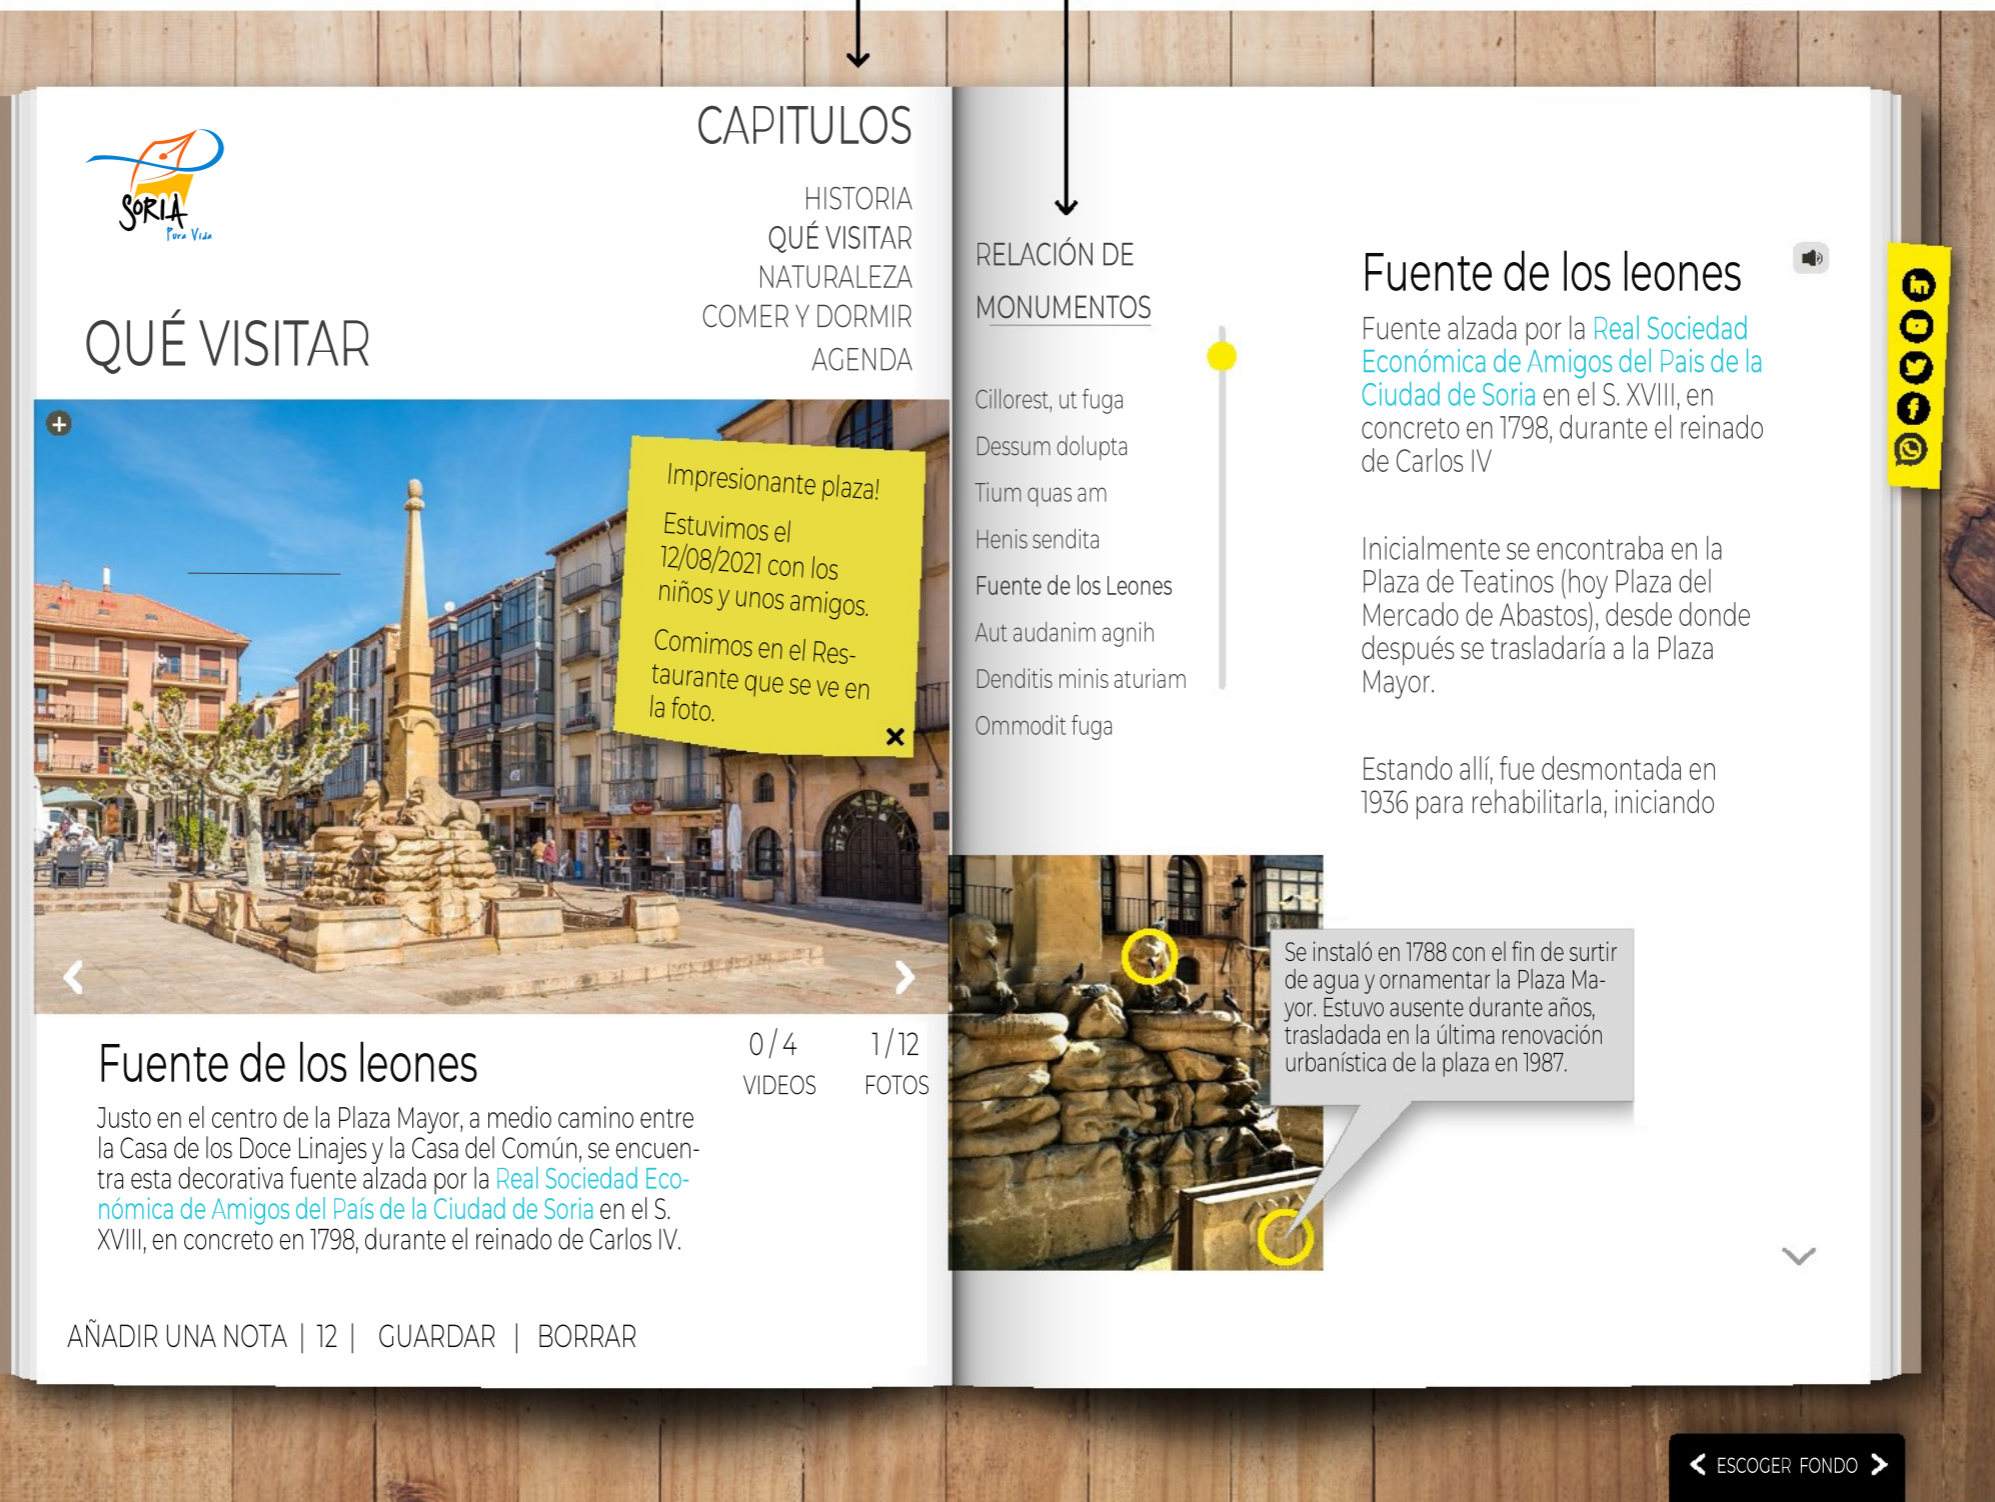 SORIA
Pura Vida
CAPITULOS
HISTORIA
QUÉ VISITAR
NATURALEZA
COMER Y DORMIR
AGENDA
QUÉ VISITAR
Impresionante plaza!
Estuvimos el
12/08/2021 con los
niños y unos amigos.
Comimos en el Res-
taurante que se ve en
la foto.
Fuente de los leones
0 / 4
VIDEOS
1 / 12
FOTOS
Justo en el centro de la Plaza Mayor, a medio camino entre
la Casa de los Doce Linajes y la Casa del Común, se encuen-
tra esta decorativa fuente alzada por la Real Sociedad Eco-
nómica de Amigos del País de la Ciudad de Soria en el S.
XVIII, en concreto en 1798, durante el reinado de Carlos IV.
AÑADIR UNA NOTA | 12 | GUARDAR | BORRAR
RELACIÓN DE
MONUMENTOS
Cillorest, ut fuga
Dessum dolupta
Tium quas am
Henis sendita
Fuente de los Leones
Aut audanim agnih
Denditis minis aturiam
Ommodit fuga
Fuente de los leones
Fuente alzada por la Real Sociedad
Económica de Amigos del Pais de la
Ciudad de Soria en el S. XVIII, en
concreto en 1798, durante el reinado
de Carlos IV
Inicialmente se encontraba en la
Plaza de Teatinos (hoy Plaza del
Mercado de Abastos), desde donde
después se trasladaría a la Plaza
Mayor.
Estando allí, fue desmontada en
1936 para rehabilitarla, iniciando
Se instaló en 1788 con el fin de surtir
de agua y ornamentar la Plaza Ma-
yor. Estuvo ausente durante años,
trasladada en la última renovación
urbanística de la plaza en 1987.
ESCOGER FONDO